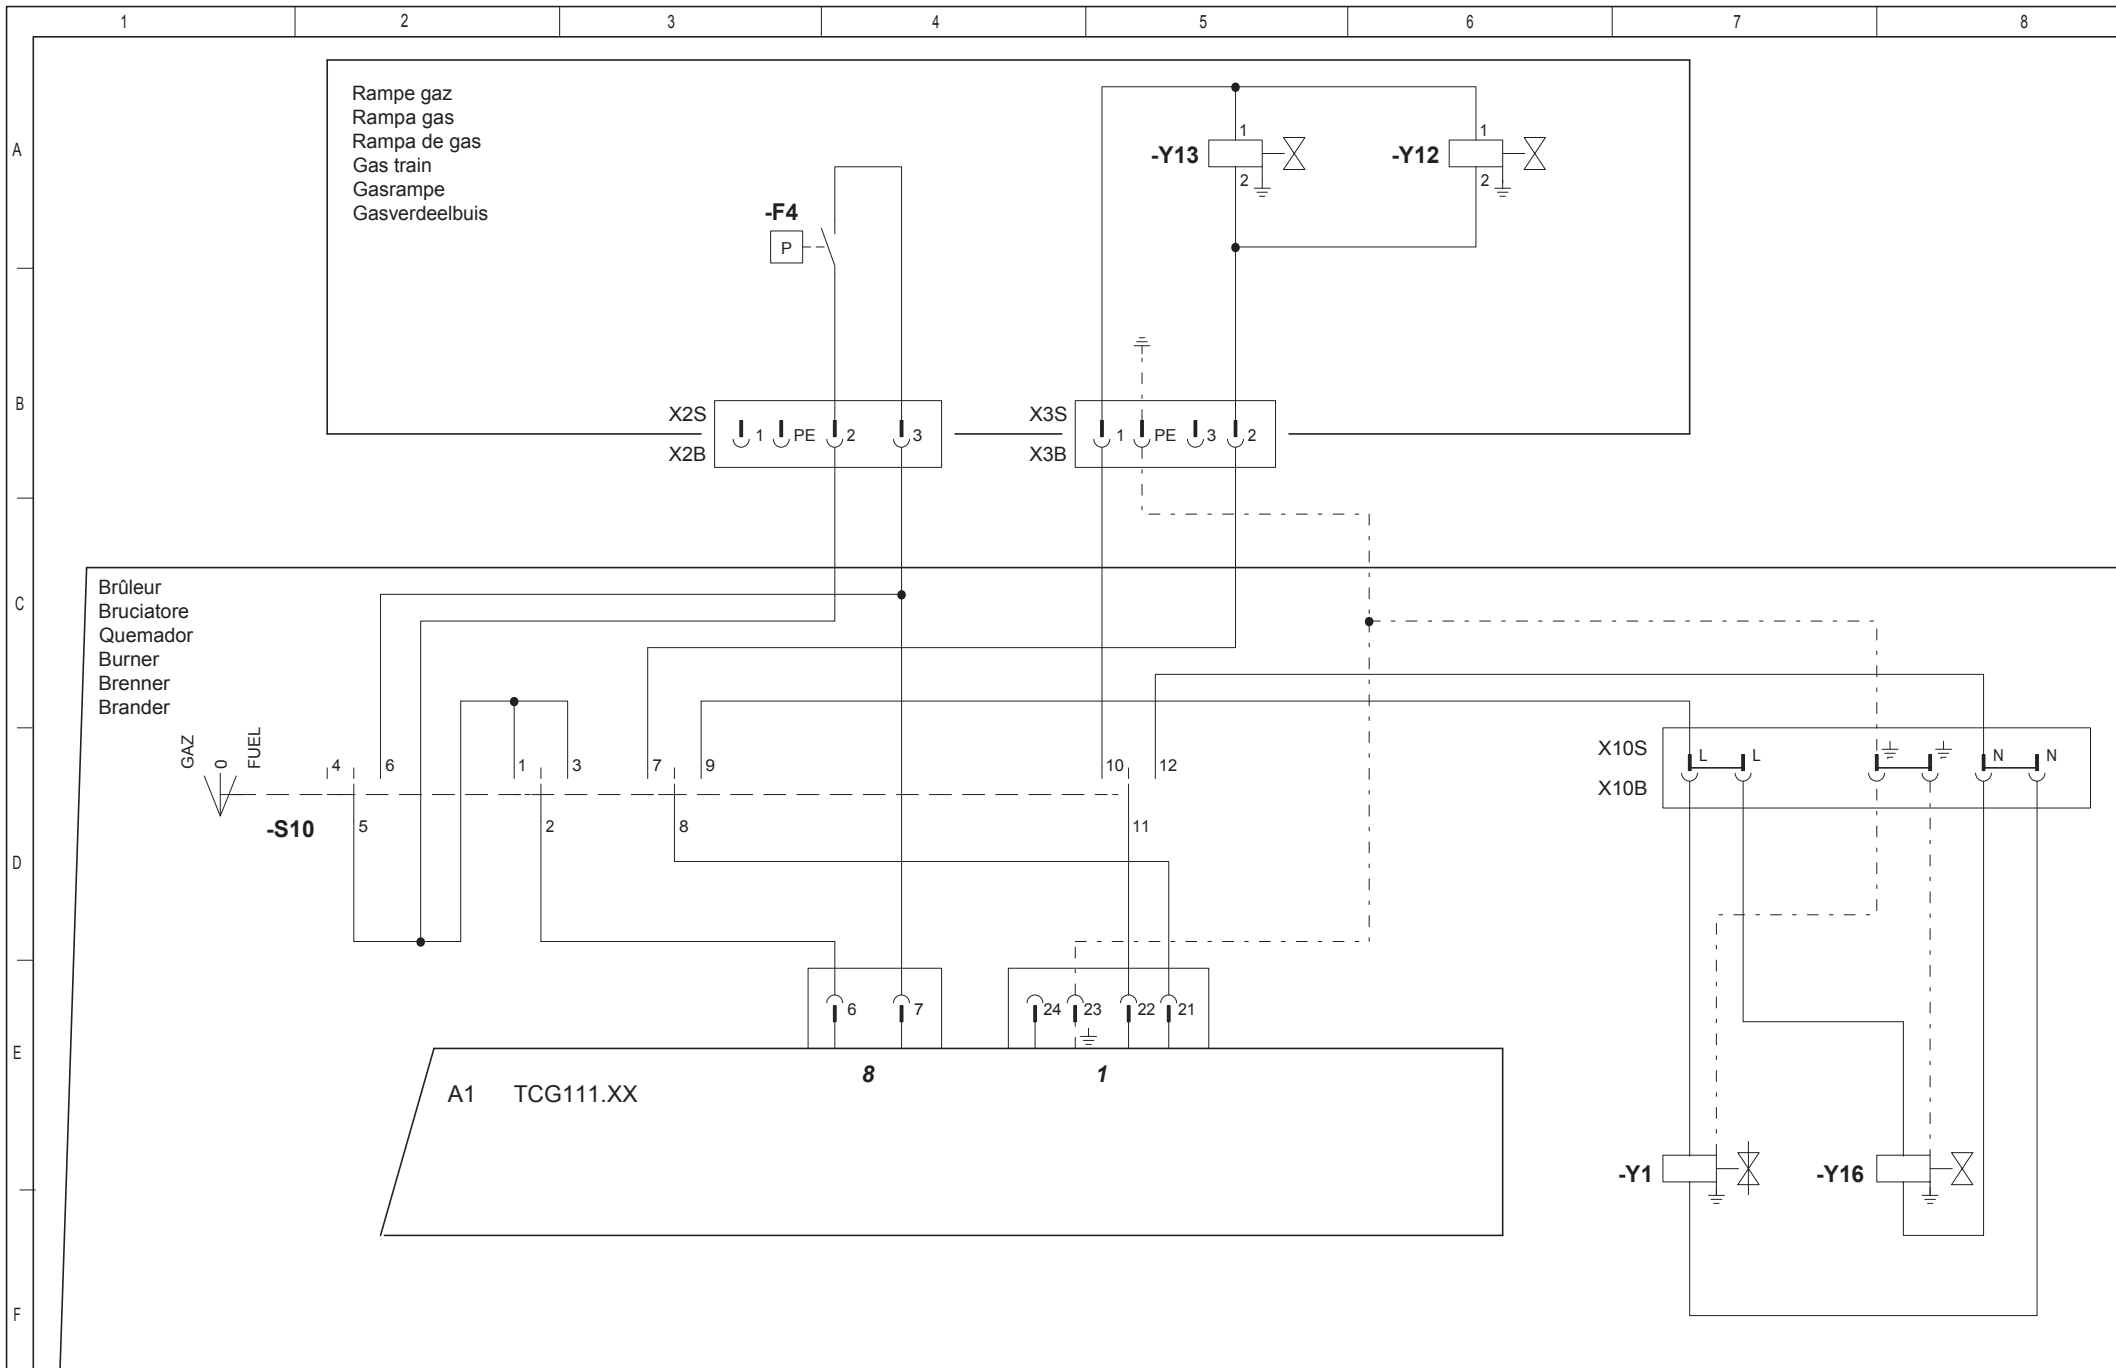 1 2 3 4 5 6 7 8
A
B
C
D
E
F
Rampe gaz
Rampa gas
Rampa de gas
Gas train
Gasrampe
Gasverdeelbuis
-F4
P
-Y13
1
2
-Y12
1
2
X2S
X2B
1 PE 2 3
X3S
X3B
1 PE 3 2
Brûleur
Bruciatore
Quemador
Burner
Brenner
Brander
GAZ
0
FUEL
-S10
4 6 1 3 7 9 10 12
5 2 8 11
X10S
X10B
L L N N
6 7
24 23 22 21
8 1
A1 TCG111.XX
-Y1
-Y16